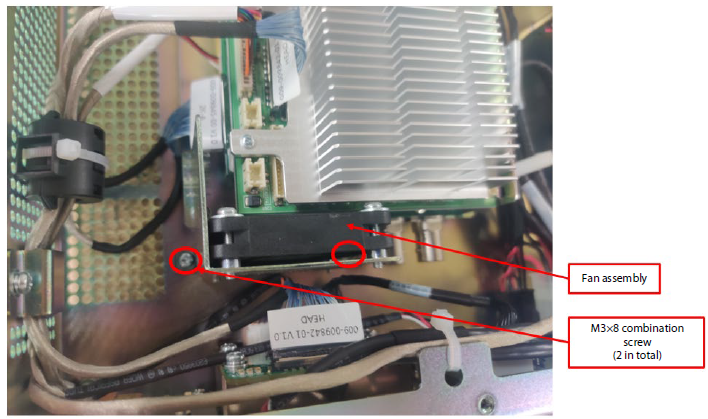 Fan assembly
M3×8 combination
screw
(2 in total)
009-009842-01 V1.0
HEAD